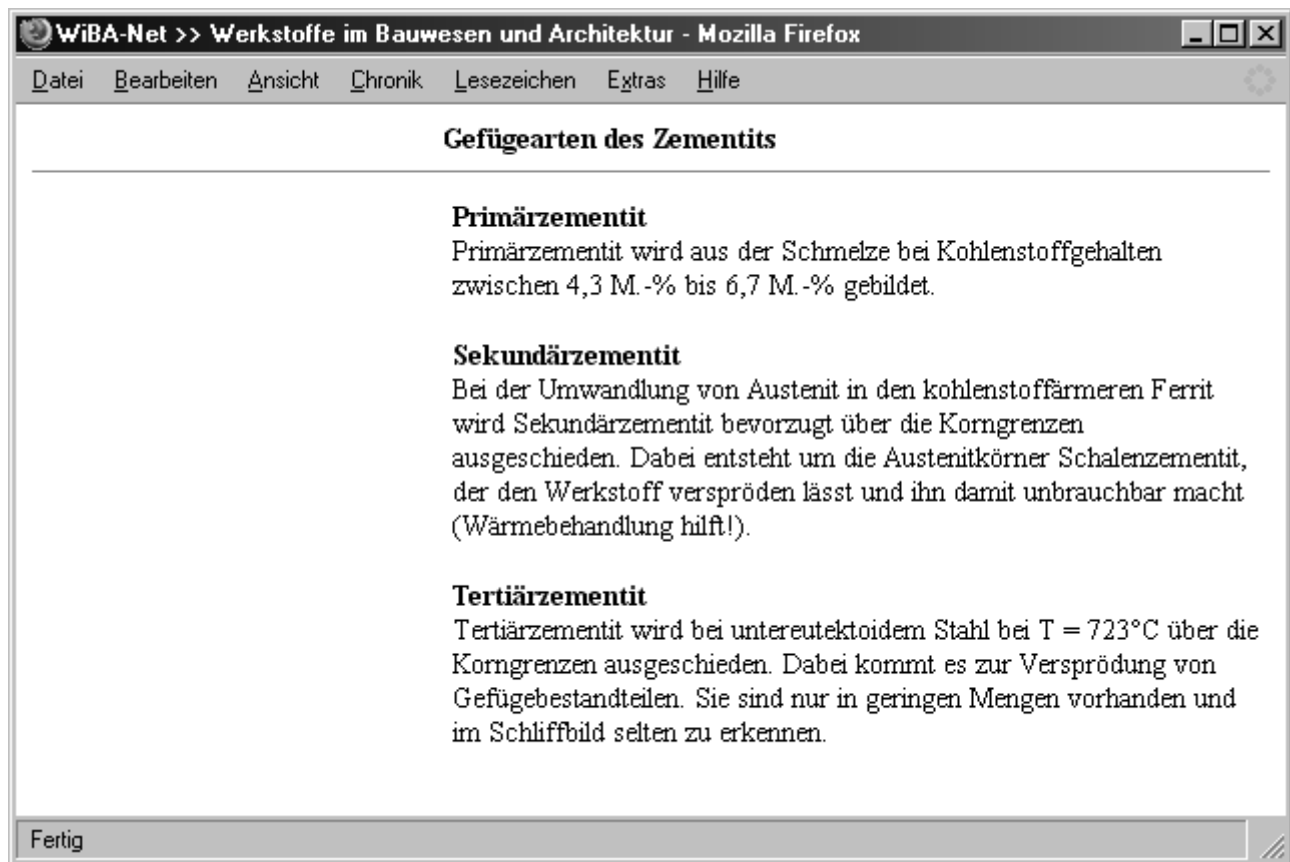 WiBA-Net >> Werkstoffe im Bauwesen und Architektur - Mozilla Firefox
Datei Bearbeiten Ansicht Chronik Lesezeichen Extras Hilfe
Gefügearten des Zementits
Primärzementit
Primärzementit wird aus der Schmelze bei Kohlenstoffgehalten
zwischen 4,3 M.-% bis 6,7 M.-% gebildet.
Sekundärzementit
Bei der Umwandlung von Austenit in den kohlenstoffärmeren Ferrit
wird Sekundärzementit bevorzugt über die Korngrenzen
ausgeschieden. Dabei entsteht um die Austenitkörner Schalenzementit,
der den Werkstoff verspröden lässt und ihn damit unbrauchbar macht
(Wärmebehandlung hilft!).
Tertiärzementit
Tertiärzementit wird bei untereutektoidem Stahl bei T = 723°C über die
Korngrenzen ausgeschieden. Dabei kommt es zur Versprödung von
Gefügebestandteilen. Sie sind nur in geringen Mengen vorhanden und
im Schliffbild selten zu erkennen.
Fertig